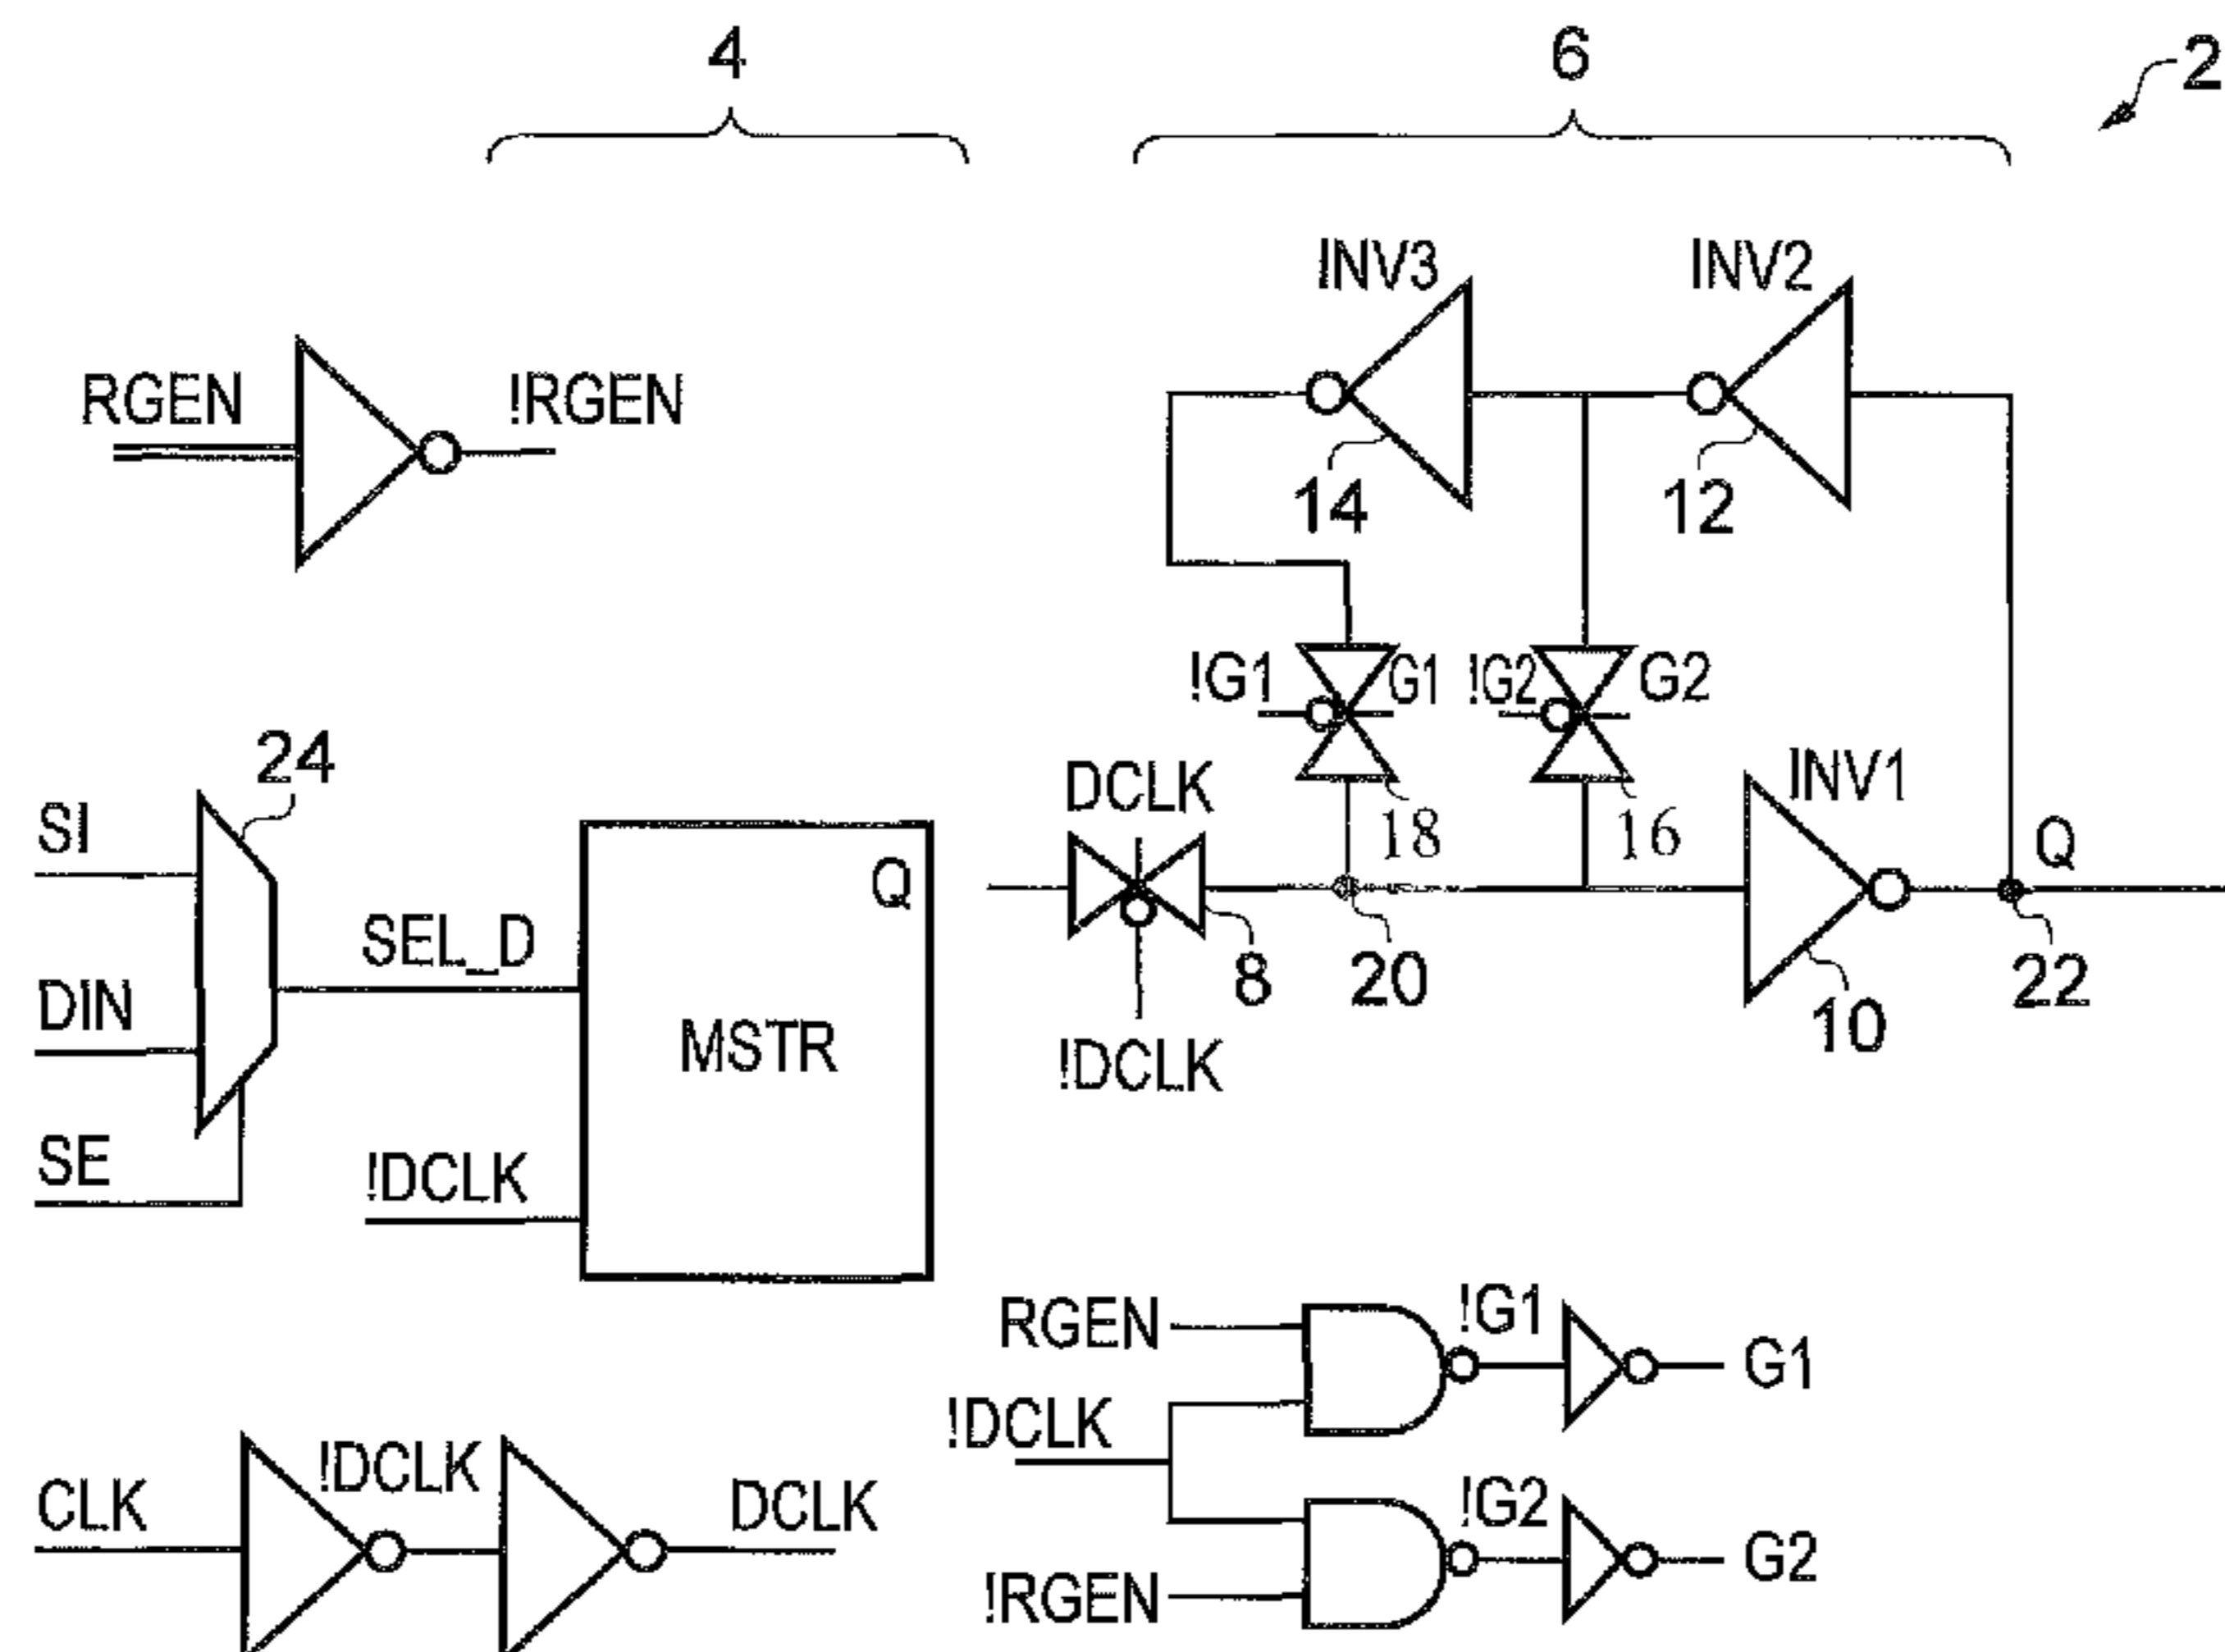 4
6
2
INV3
INV2
RGEN
!RGEN
14
12
!G1
G1
!G2
G2
24
DCLK
INV1
SI
18
16
Q
Q
SEL_D
8
20
22
DIN
MSTR
10
!DCLK
SE
!DCLK
RGEN
!G1
G1
!DCLK
CLK
!DCLK
DCLK
!G2
G2
!RGEN